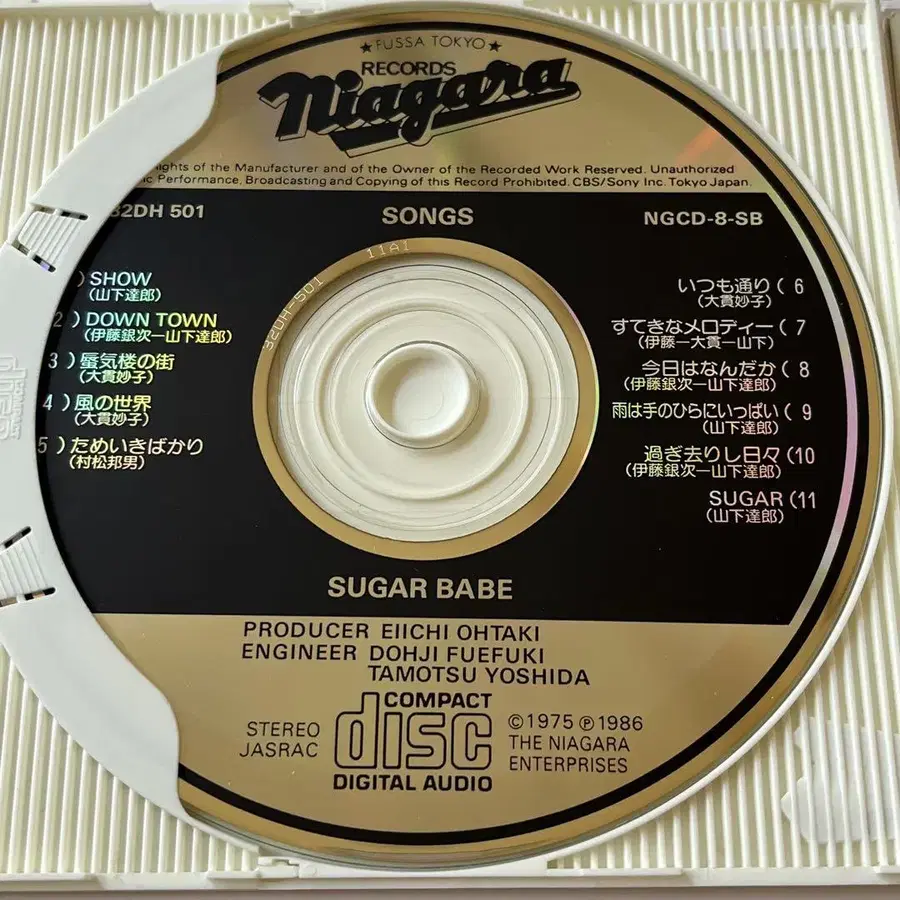 ★FUSSA TOKYO★
RECORDS
Niagara
ights of the Manufacturer and of the Owner of the Recorded Work Reserved. Unauthorized
c Performance, Broadcasting and Copying of this Record Prohibited. CBS/Sony Inc. Tokyo Japan.
32DH 501
SONGS
NGCD-8-SB
32DH-501 11A1
) SHOW
(山下達郎)
2) DOWN TOWN
(伊藤銀次ー山下達郎)
3) 蜃気楼の街
(大貫妙子)
4) 風の世界
(大貫妙子)
5) ためいきばかり
(村松邦男)
いつも通り (6
(大貫妙子)
すてきなメロディー (7
(伊藤ー大貫ー山下)
今日はなんだか (8
(伊藤銀次ー山下達郎)
雨は手のひらにいっぱい (9
(山下達郎)
過ぎ去りし日々 (10
(伊藤銀次ー山下達郎)
SUGAR (11
(山下達郎)
SUGAR BABE
PRODUCER EIICHI OHTAKI
ENGINEER DOHJI FUEFUKI
TAMOTSU YOSHIDA
STEREO
JASRAC
COMPACT
disc
DIGITAL AUDIO
©1975 ℗1986
THE NIAGARA
ENTERPRISES